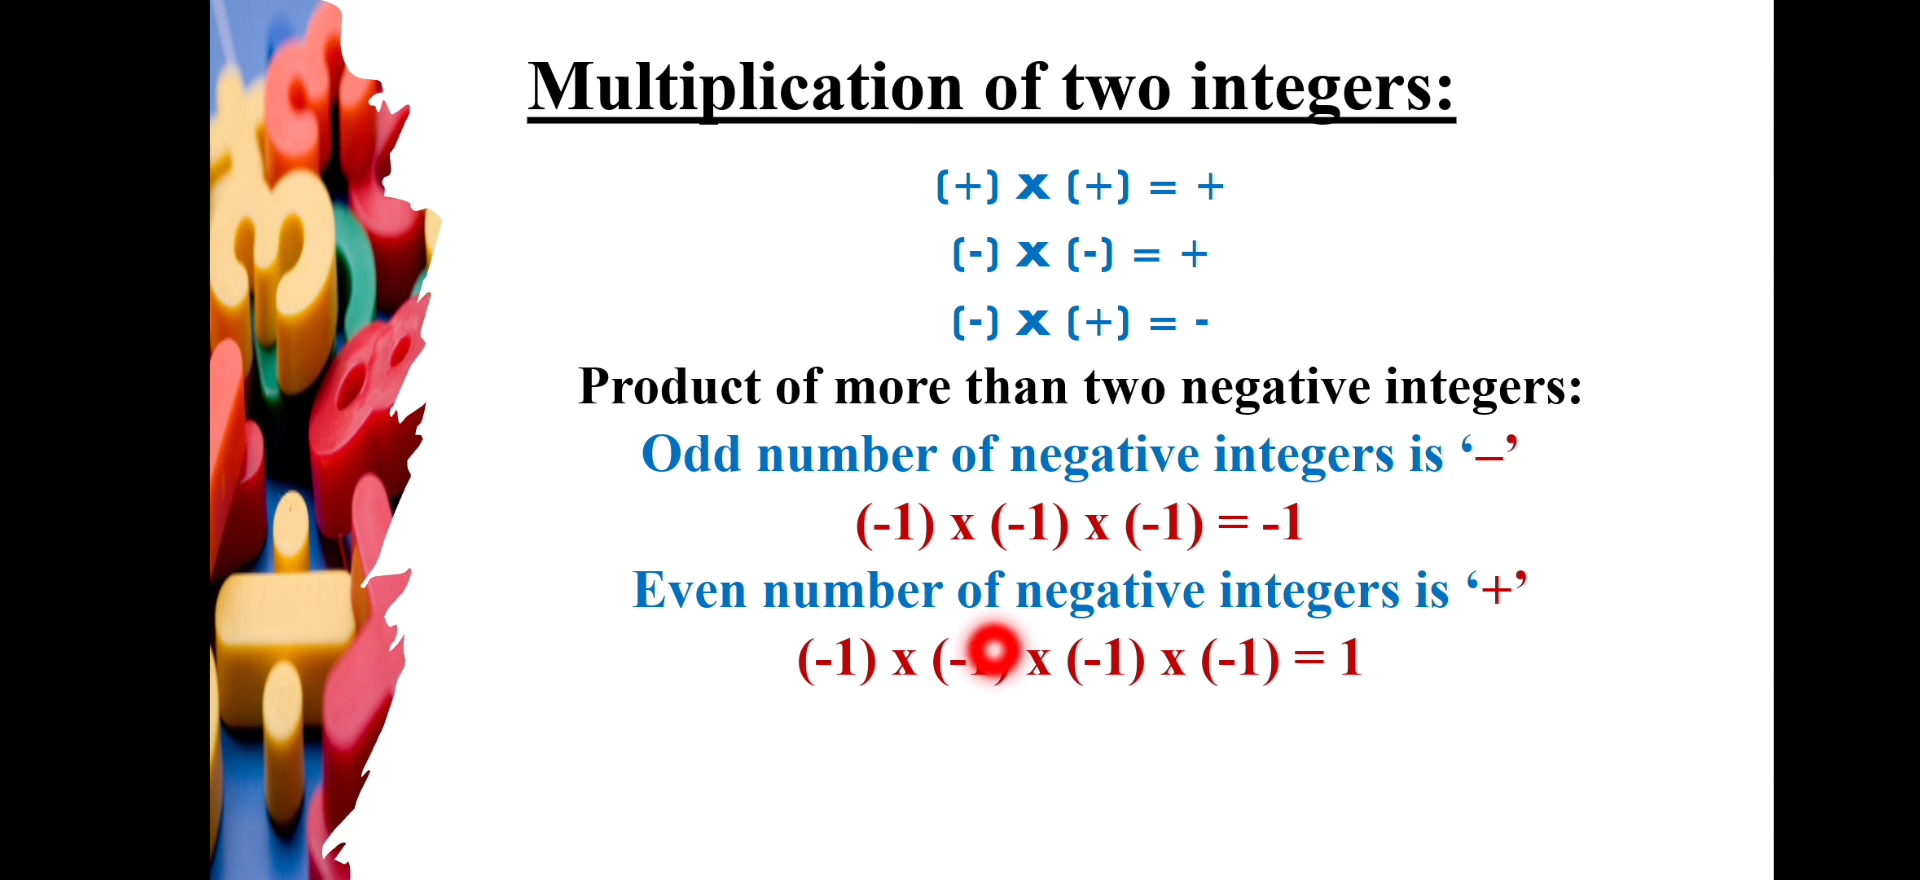 Multiplication of two integers:
(+) x (+) = +
(-) x (-) = +
(-) x (+) = -
Product of more than two negative integers:
Odd number of negative integers is ‘–’
(-1) x (-1) x (-1) = -1
Even number of negative integers is ‘+’
(-1) x (-1) x (-1) x (-1) = 1